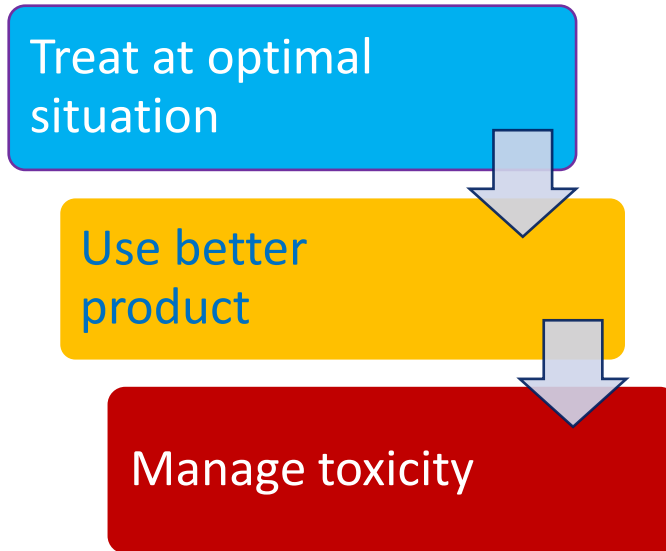 Treat at optimal
situation
Use better
product
Manage toxicity